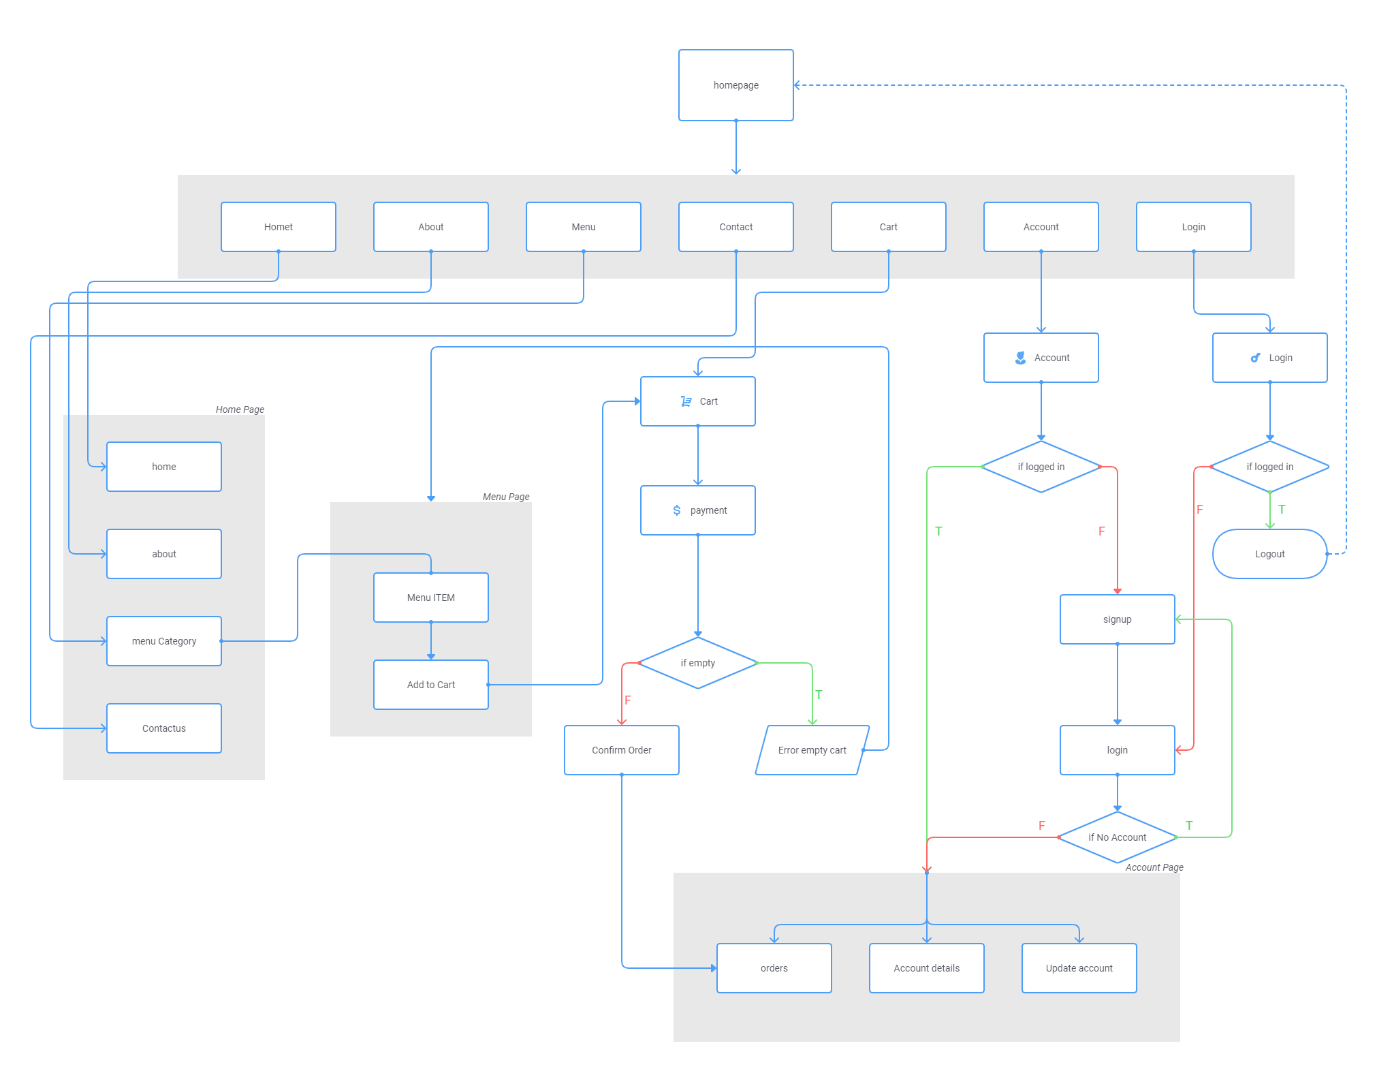 homepage
Homet
About
Menu
Contact
Cart
Account
Login
Account
Login
Cart
Home Page
home
if logged in
if logged in
Menu Page
payment
F
T
T
F
about
Logout
Menu ITEM
signup
menu Category
if empty
Add to Cart
F
T
Contactus
Confirm Order
Error empty cart
login
F
T
if No Account
Account Page
orders
Account details
Update account